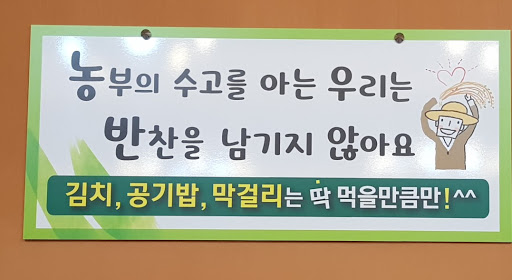 농부의 수고를 아는 우리는
반찬을 남기지 않아요
김치, 공기밥, 막걸리는 딱 먹을만큼만!^^